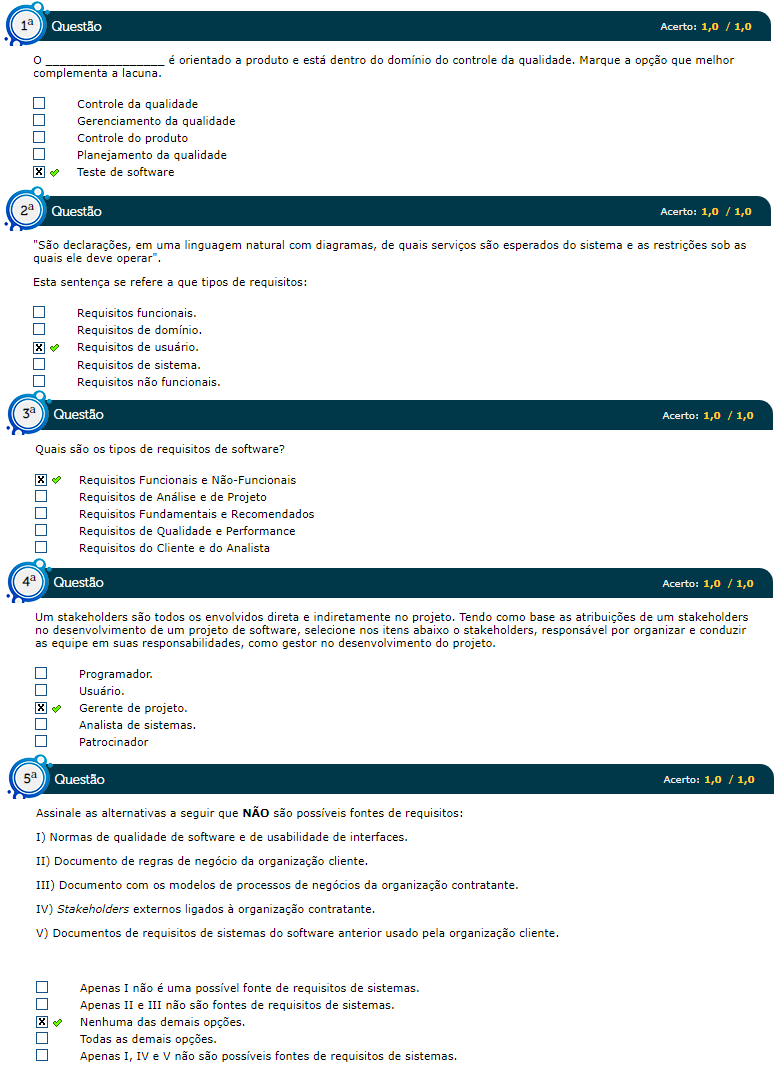 1ª Questão Acerto: 1,0 / 1,0
O _________________ é orientado a produto e está dentro do domínio do controle da qualidade. Marque a opção que melhor
complementa a lacuna.
Controle da qualidade
Gerenciamento da qualidade
Controle do produto
Planejamento da qualidade
X Teste de software
2ª Questão Acerto: 1,0 / 1,0
"São declarações, em uma linguagem natural com diagramas, de quais serviços são esperados do sistema e as restrições sob as
quais ele deve operar".
Esta sentença se refere a que tipos de requisitos:
Requisitos funcionais.
Requisitos de domínio.
X Requisitos de usuário.
Requisitos de sistema.
Requisitos não funcionais.
3ª Questão Acerto: 1,0 / 1,0
Quais são os tipos de requisitos de software?
X Requisitos Funcionais e Não-Funcionais
Requisitos de Análise e de Projeto
Requisitos Fundamentais e Recomendados
Requisitos de Qualidade e Performance
Requisitos do Cliente e do Analista
4ª Questão Acerto: 1,0 / 1,0
Um stakeholders são todos os envolvidos direta e indiretamente no projeto. Tendo como base as atribuições de um stakeholders
no desenvolvimento de um projeto de software, selecione nos itens abaixo o stakeholders, responsável por organizar e conduzir
as equipe em suas responsabilidades, como gestor no desenvolvimento do projeto.
Programador.
Usuário.
X Gerente de projeto.
Analista de sistemas.
Patrocinador
5ª Questão Acerto: 1,0 / 1,0
Assinale as alternativas a seguir que NÃO são possíveis fontes de requisitos:
I) Normas de qualidade de software e de usabilidade de interfaces.
II) Documento de regras de negócio da organização cliente.
III) Documento com os modelos de processos de negócios da organização contratante.
IV) Stakeholders externos ligados à organização contratante.
V) Documentos de requisitos de sistemas do software anterior usado pela organização cliente.
Apenas I não é uma possível fonte de requisitos de sistemas.
Apenas II e III não são fontes de requisitos de sistemas.
X Nenhuma das demais opções.
Todas as demais opções.
Apenas I, IV e V não são possíveis fontes de requisitos de sistemas.